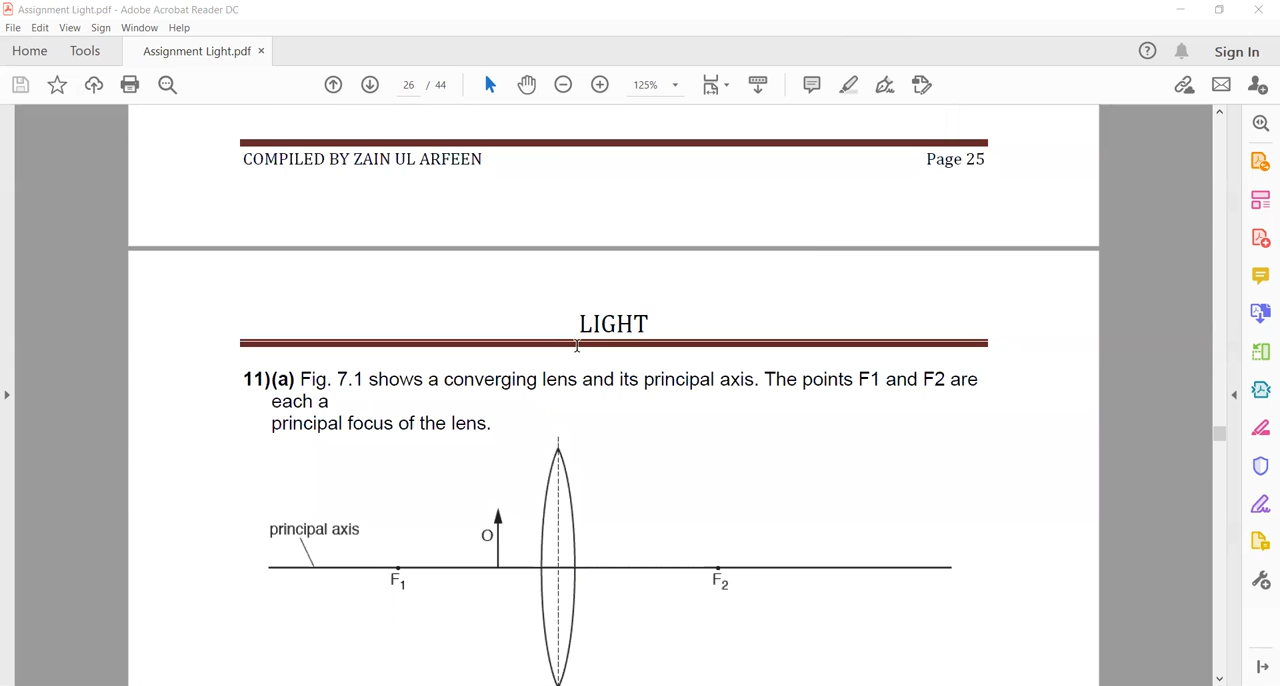 Assignment Light.pdf - Adobe Acrobat Reader DC
File Edit View Sign Window Help
Home Tools Assignment Light.pdf × Sign In
26 / 44 125%
COMPILED BY ZAIN UL ARFEEN Page 25
LIGHT
11)(a) Fig. 7.1 shows a converging lens and its principal axis. The points F1 and F2 are
each a
principal focus of the lens.
principal axis
O
F1 F2